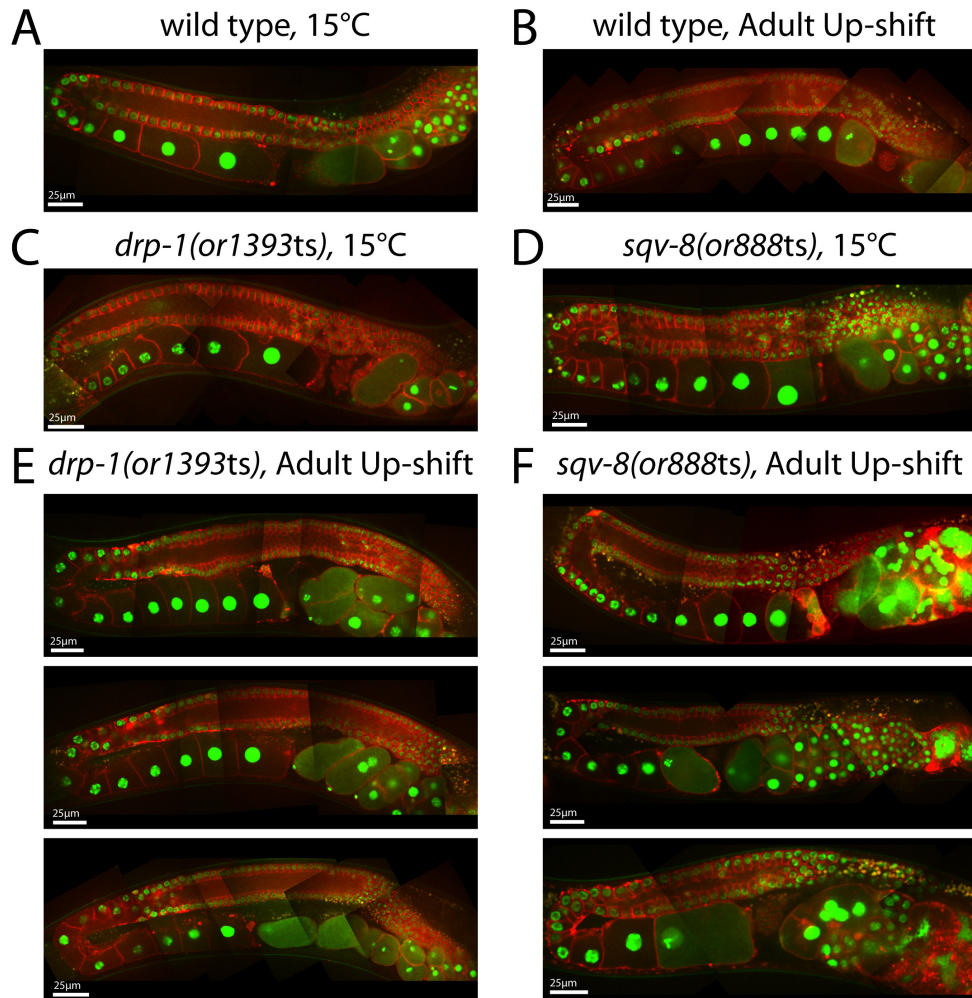 A wild type, 15°C
25μm
B wild type, Adult Up-shift
25μm
C drp-1(or1393ts), 15°C
25μm
D sqv-8(or888ts), 15°C
25μm
E drp-1(or1393ts), Adult Up-shift
25μm
25μm
25μm
F sqv-8(or888ts), Adult Up-shift
25μm
25μm
25μm